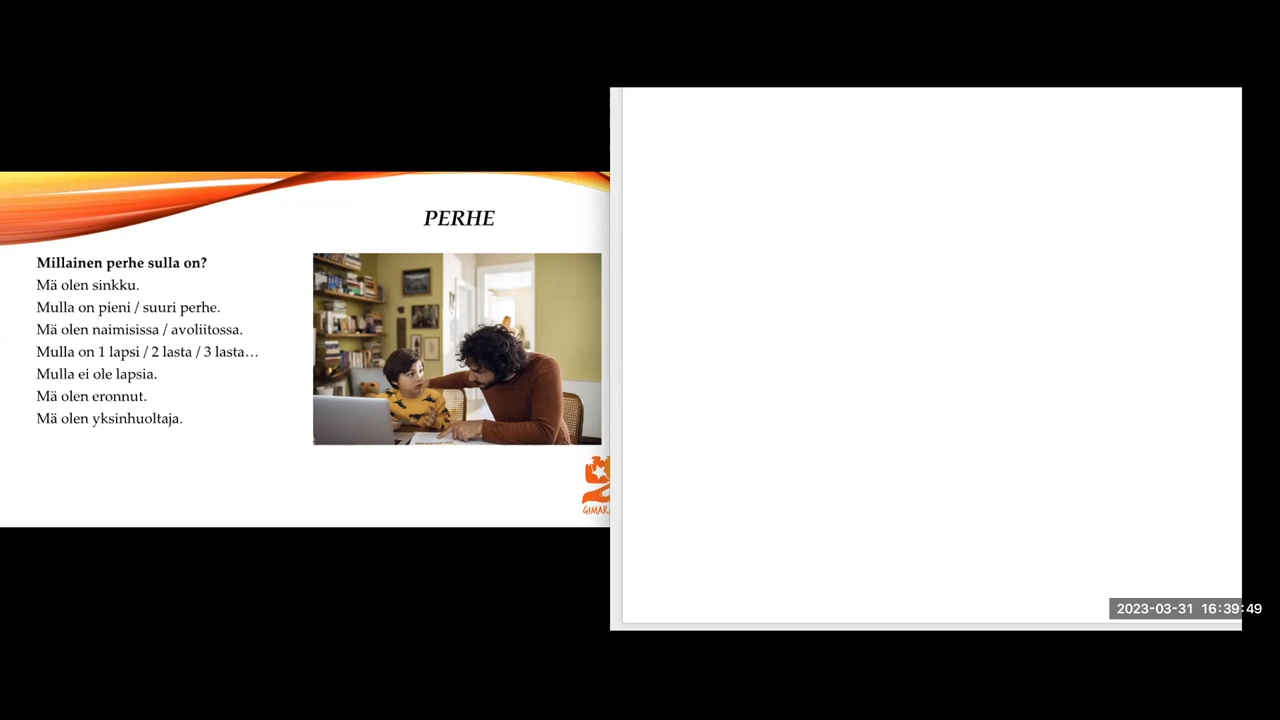 PERHE
Millainen perhe sulla on?
Mä olen sinkku.
Mulla on pieni / suuri perhe.
Mä olen naimisissa / avoliitossa.
Mulla on 1 lapsi / 2 lasta / 3 lasta…
Mulla ei ole lapsia.
Mä olen eronnut.
Mä olen yksinhuoltaja.
2023-03-31 16:39:49